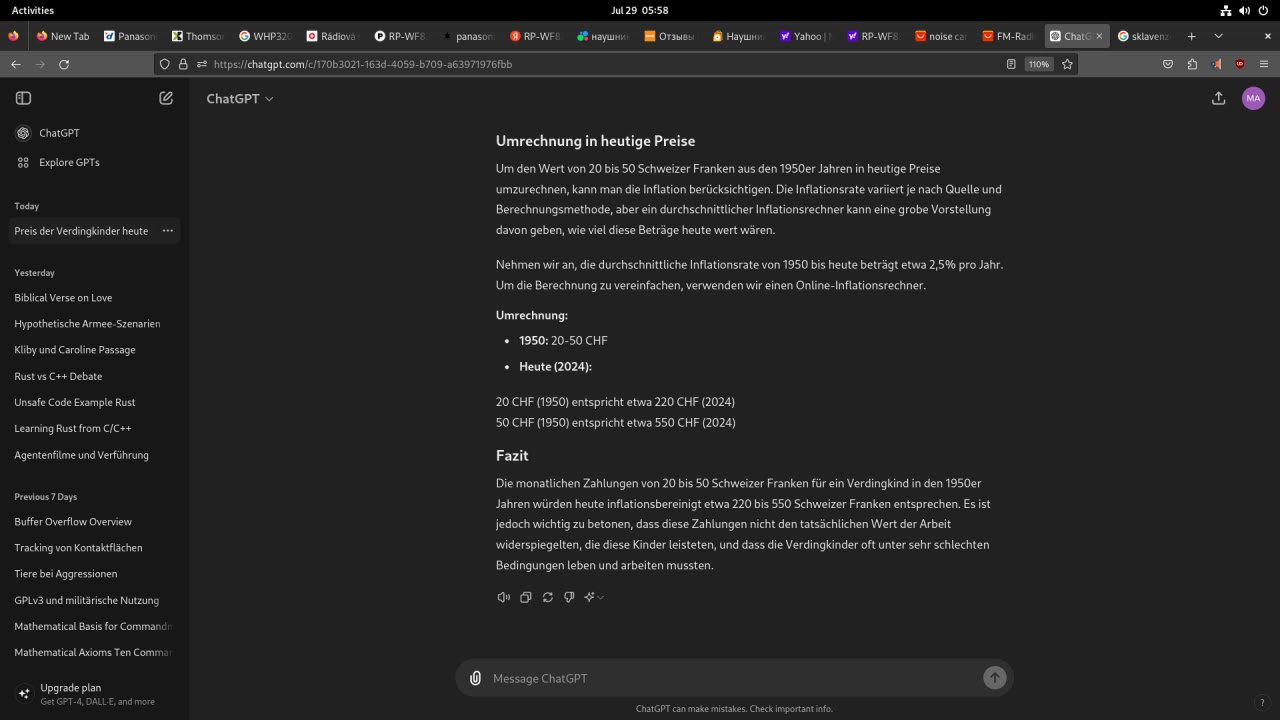 Activities
Jul 29 05:58
New Tab
Panason
Thomso
WHP320
Rádiová s
RP-WF8
panason
RP-WF8
наушник
Отзывы
Наушни
Yahoo | M
RP-WF8
noise can
FM-Radi
ChatG
sklavenz
https://chatgpt.com/c/170b3021-163d-4059-b709-a63971976fbb
110%
ChatGPT
MA
ChatGPT
Explore GPTs
Today
Preis der Verdingkinder heute
Yesterday
Biblical Verse on Love
Hypothetische Armee-Szenarien
Kliby und Caroline Passage
Rust vs C++ Debate
Unsafe Code Example Rust
Learning Rust from C/C++
Agentenfilme und Verführung
Previous 7 Days
Buffer Overflow Overview
Tracking von Kontaktflächen
Tiere bei Aggressionen
GPLv3 und militärische Nutzung
Mathematical Basis for Commandm
Mathematical Axioms Ten Comman
Upgrade plan
Get GPT-4, DALL·E, and more
Umrechnung in heutige Preise
Um den Wert von 20 bis 50 Schweizer Franken aus den 1950er Jahren in heutige Preise
umzurechnen, kann man die Inflation berücksichtigen. Die Inflationsrate variiert je nach Quelle und
Berechnungsmethode, aber ein durchschnittlicher Inflationsrechner kann eine grobe Vorstellung
davon geben, wie viel diese Beträge heute wert wären.
Nehmen wir an, die durchschnittliche Inflationsrate von 1950 bis heute beträgt etwa 2,5% pro Jahr.
Um die Berechnung zu vereinfachen, verwenden wir einen Online-Inflationsrechner.
Umrechnung:
• 1950: 20-50 CHF
• Heute (2024):
20 CHF (1950) entspricht etwa 220 CHF (2024)
50 CHF (1950) entspricht etwa 550 CHF (2024)
Fazit
Die monatlichen Zahlungen von 20 bis 50 Schweizer Franken für ein Verdingkind in den 1950er
Jahren würden heute inflationsbereinigt etwa 220 bis 550 Schweizer Franken entsprechen. Es ist
jedoch wichtig zu betonen, dass diese Zahlungen nicht den tatsächlichen Wert der Arbeit
widerspiegelten, die diese Kinder leisteten, und dass die Verdingkinder oft unter sehr schlechten
Bedingungen leben und arbeiten mussten.
Message ChatGPT
ChatGPT can make mistakes. Check important info.
?